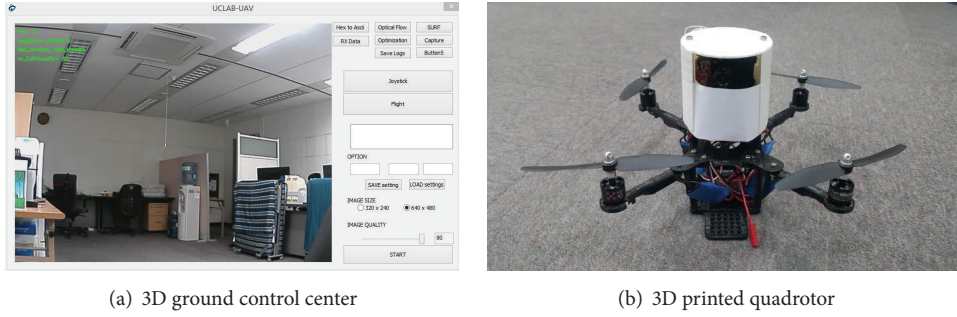 UCLAB-UAV
Hex to Ascii Optical Flow SURF
RX Data Optimization Capture
Save Logs Button5
Joystick
Flight
OPTION
SAVE setting LOAD settings
IMAGE SIZE
320 x 240 640 x 480
IMAGE QUALITY
80
START
(a) 3D ground control center
(b) 3D printed quadrotor